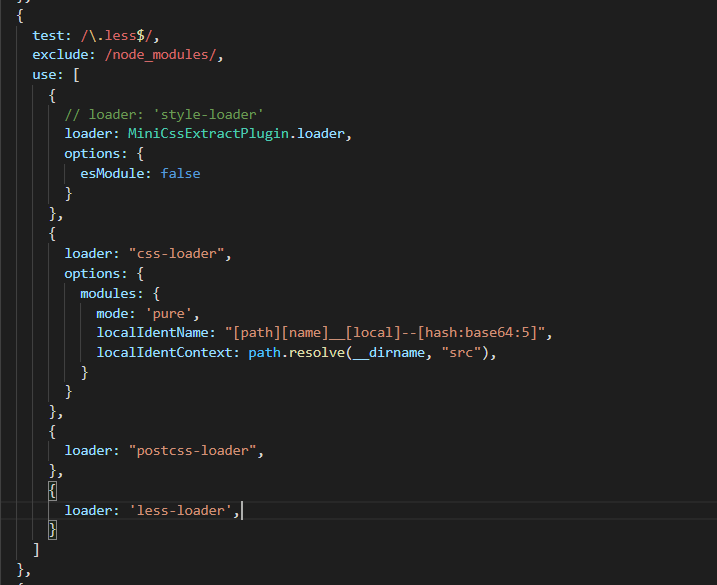 {
test: /\.less$/,
exclude: /node_modules/,
use: [
{
// loader: 'style-loader'
loader: MiniCssExtractPlugin.loader,
options: {
esModule: false
}
},
{
loader: "css-loader",
options: {
modules: {
mode: 'pure',
localIdentName: "[path][name]__[local]--[hash:base64:5]",
localIdentContext: path.resolve(__dirname, "src"),
}
}
},
{
loader: "postcss-loader",
},
{
loader: 'less-loader',
}
]
},